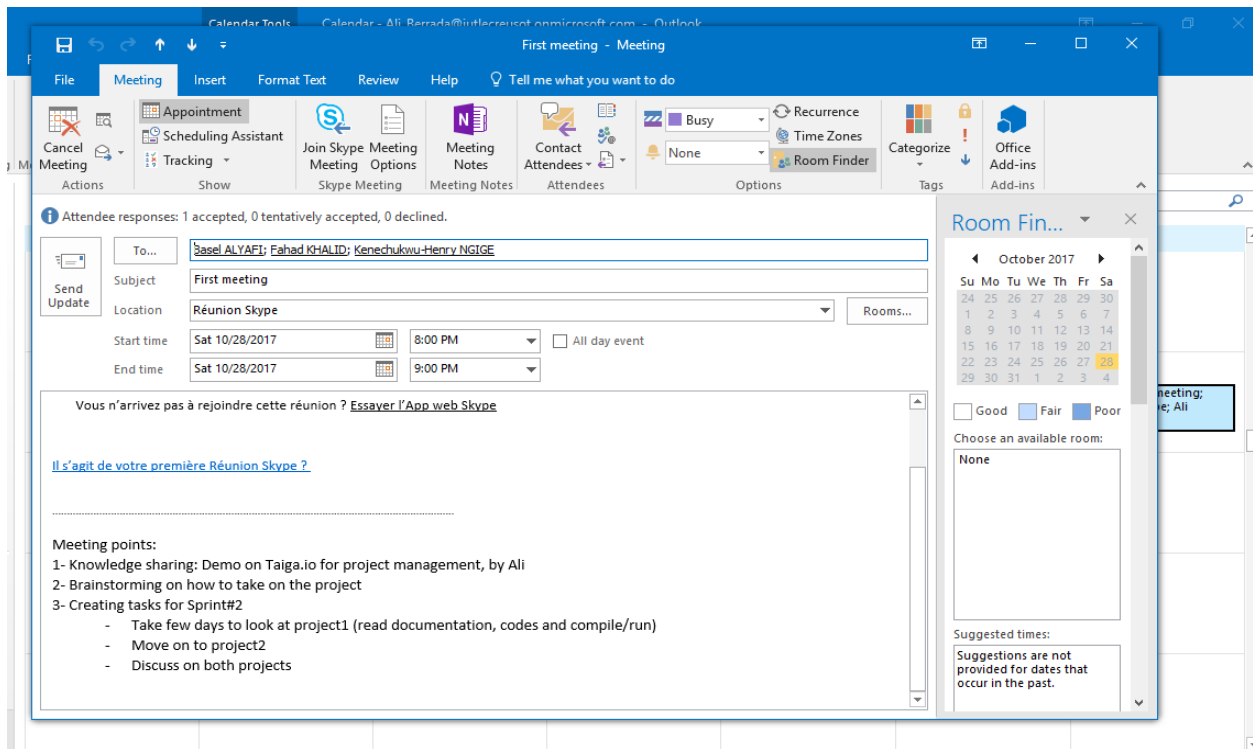 Calendar Tools Calendar - Ali_Berrada@iutlecreusot.onmicrosoft.com - Outlook
First meeting - Meeting
File Meeting Insert Format Text Review Help Tell me what you want to do
Cancel Meeting
Actions
Appointment
Scheduling Assistant
Tracking
Show
Join Skype Meeting
Meeting Options
Skype Meeting
Meeting Notes
Meeting Notes
Contact Attendees
Attendees
Busy
None
Recurrence
Time Zones
Room Finder
Options
Categorize
Tags
Office Add-ins
Add-ins
Attendee responses: 1 accepted, 0 tentatively accepted, 0 declined.
Send Update
To... Basel ALYAFI; Fahad KHALID; Kenechukwu-Henry NGIGE
Subject First meeting
Location Réunion Skype Rooms...
Start time Sat 10/28/2017 8:00 PM All day event
End time Sat 10/28/2017 9:00 PM
Vous n'arrivez pas à rejoindre cette réunion ? Essayer l'App web Skype
Il s'agit de votre première Réunion Skype ?
Meeting points:
1- Knowledge sharing: Demo on Taiga.io for project management, by Ali
2- Brainstorming on how to take on the project
3- Creating tasks for Sprint#2
- Take few days to look at project1 (read documentation, codes and compile/run)
- Move on to project2
- Discuss on both projects
Room Fin...
October 2017
Su Mo Tu We Th Fr Sa
24 25 26 27 28 29 30
1 2 3 4 5 6 7
8 9 10 11 12 13 14
15 16 17 18 19 20 21
22 23 24 25 26 27 28
29 30 31 1 2 3 4
Good Fair Poor
Choose an available room:
None
Suggested times:
Suggestions are not
provided for dates that
occur in the past.
meeting;
e; Ali